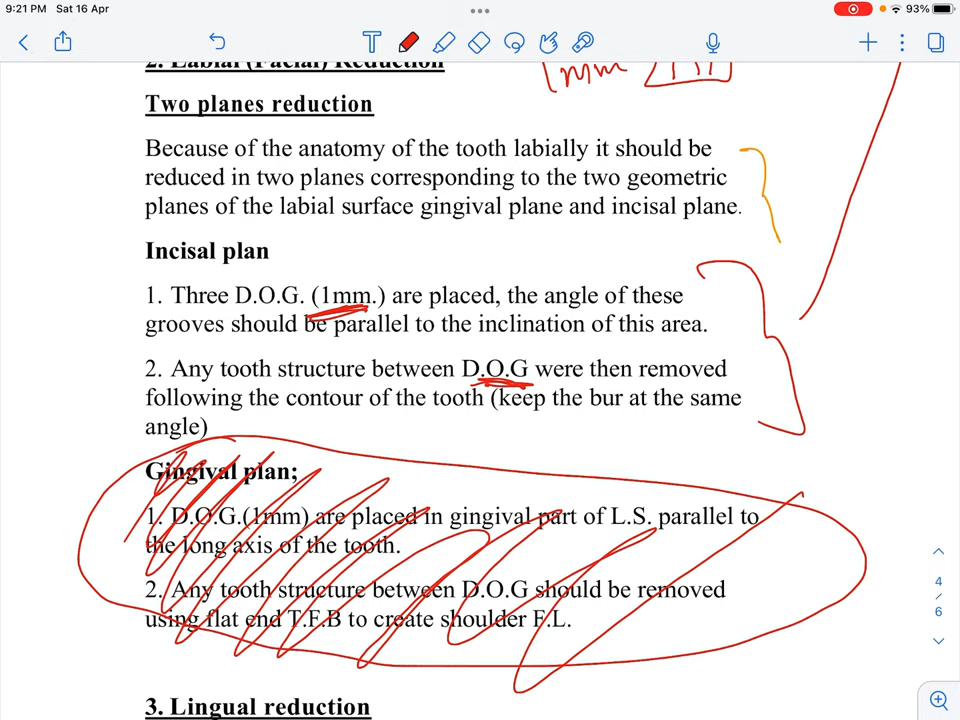 9:21 PM Sat 16 Apr
93%
2. Labial (Facial) Reduction
1mm
Two planes reduction
Because of the anatomy of the tooth labially it should be
reduced in two planes corresponding to the two geometric
planes of the labial surface gingival plane and incisal plane.
Incisal plan
1. Three D.O.G. (1mm.) are placed, the angle of these
grooves should be parallel to the inclination of this area.
2. Any tooth structure between D.O.G were then removed
following the contour of the tooth (keep the bur at the same
angle)
Gingival plan;
1. D.O.G.(1mm) are placed in gingival part of L.S. parallel to
the long axis of the tooth.
2. Any tooth structure between D.O.G should be removed
using flat end T.F.B to create shoulder F.L.
3. Lingual reduction
4
/
6